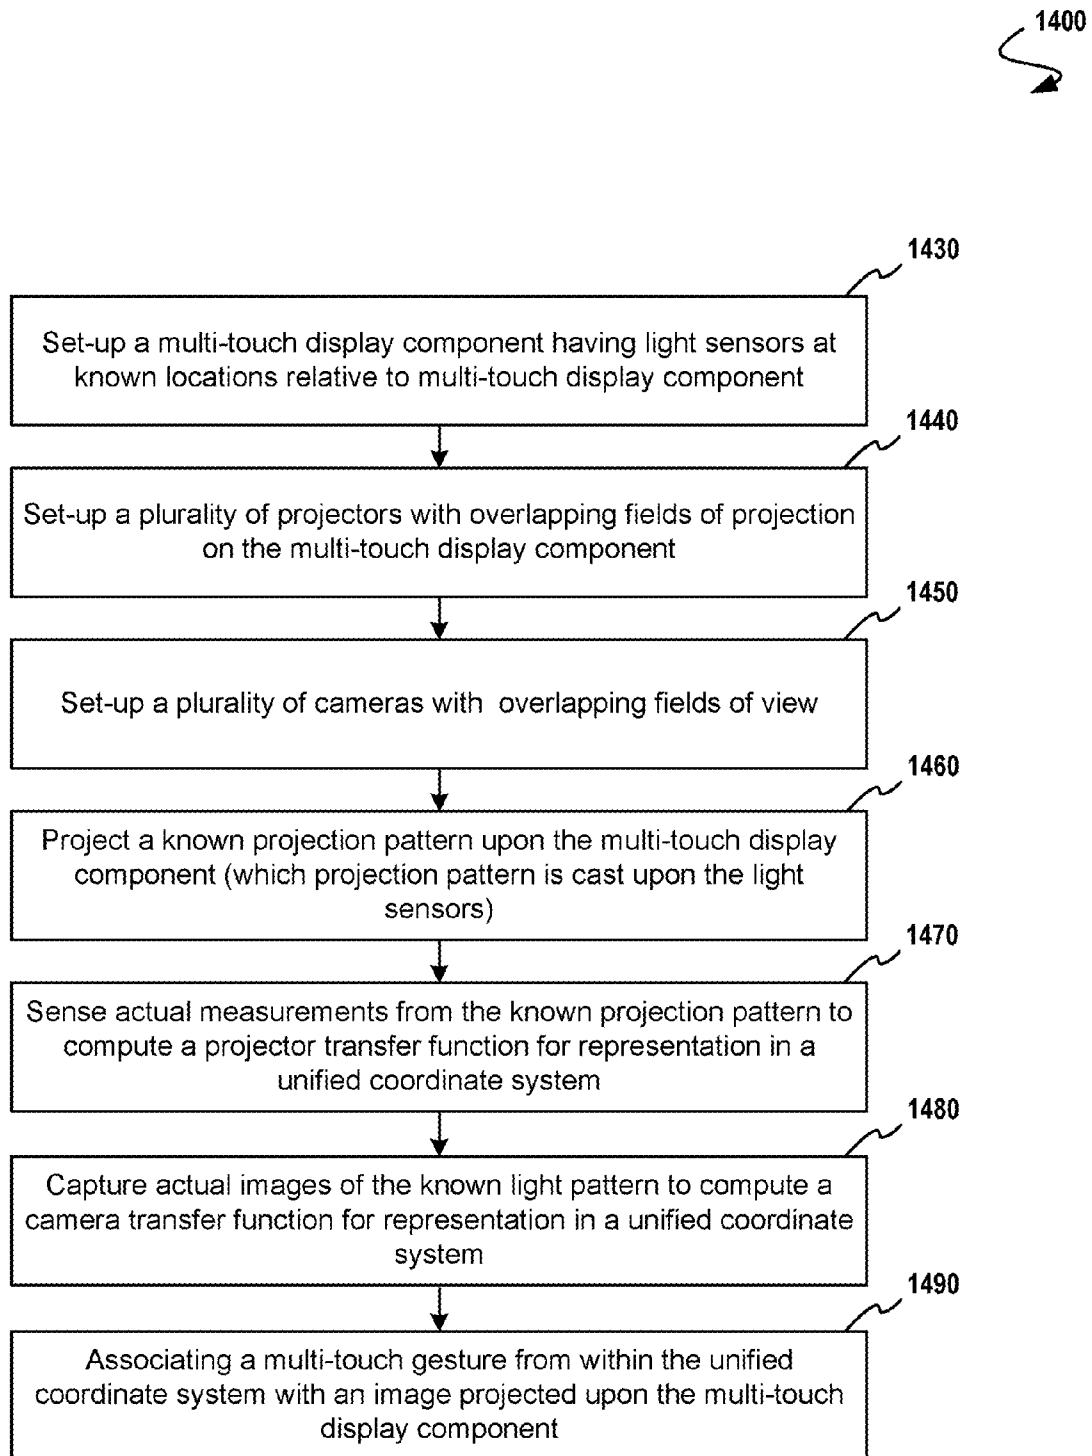 1400
1430
Set-up a multi-touch display component having light sensors at
known locations relative to multi-touch display component
1440
Set-up a plurality of projectors with overlapping fields of projection
on the multi-touch display component
1450
Set-up a plurality of cameras with overlapping fields of view
1460
Project a known projection pattern upon the multi-touch display
component (which projection pattern is cast upon the light
sensors)
1470
Sense actual measurements from the known projection pattern to
compute a projector transfer function for representation in a
unified coordinate system
1480
Capture actual images of the known light pattern to compute a
camera transfer function for representation in a unified coordinate
system
1490
Associating a multi-touch gesture from within the unified
coordinate system with an image projected upon the multi-touch
display component